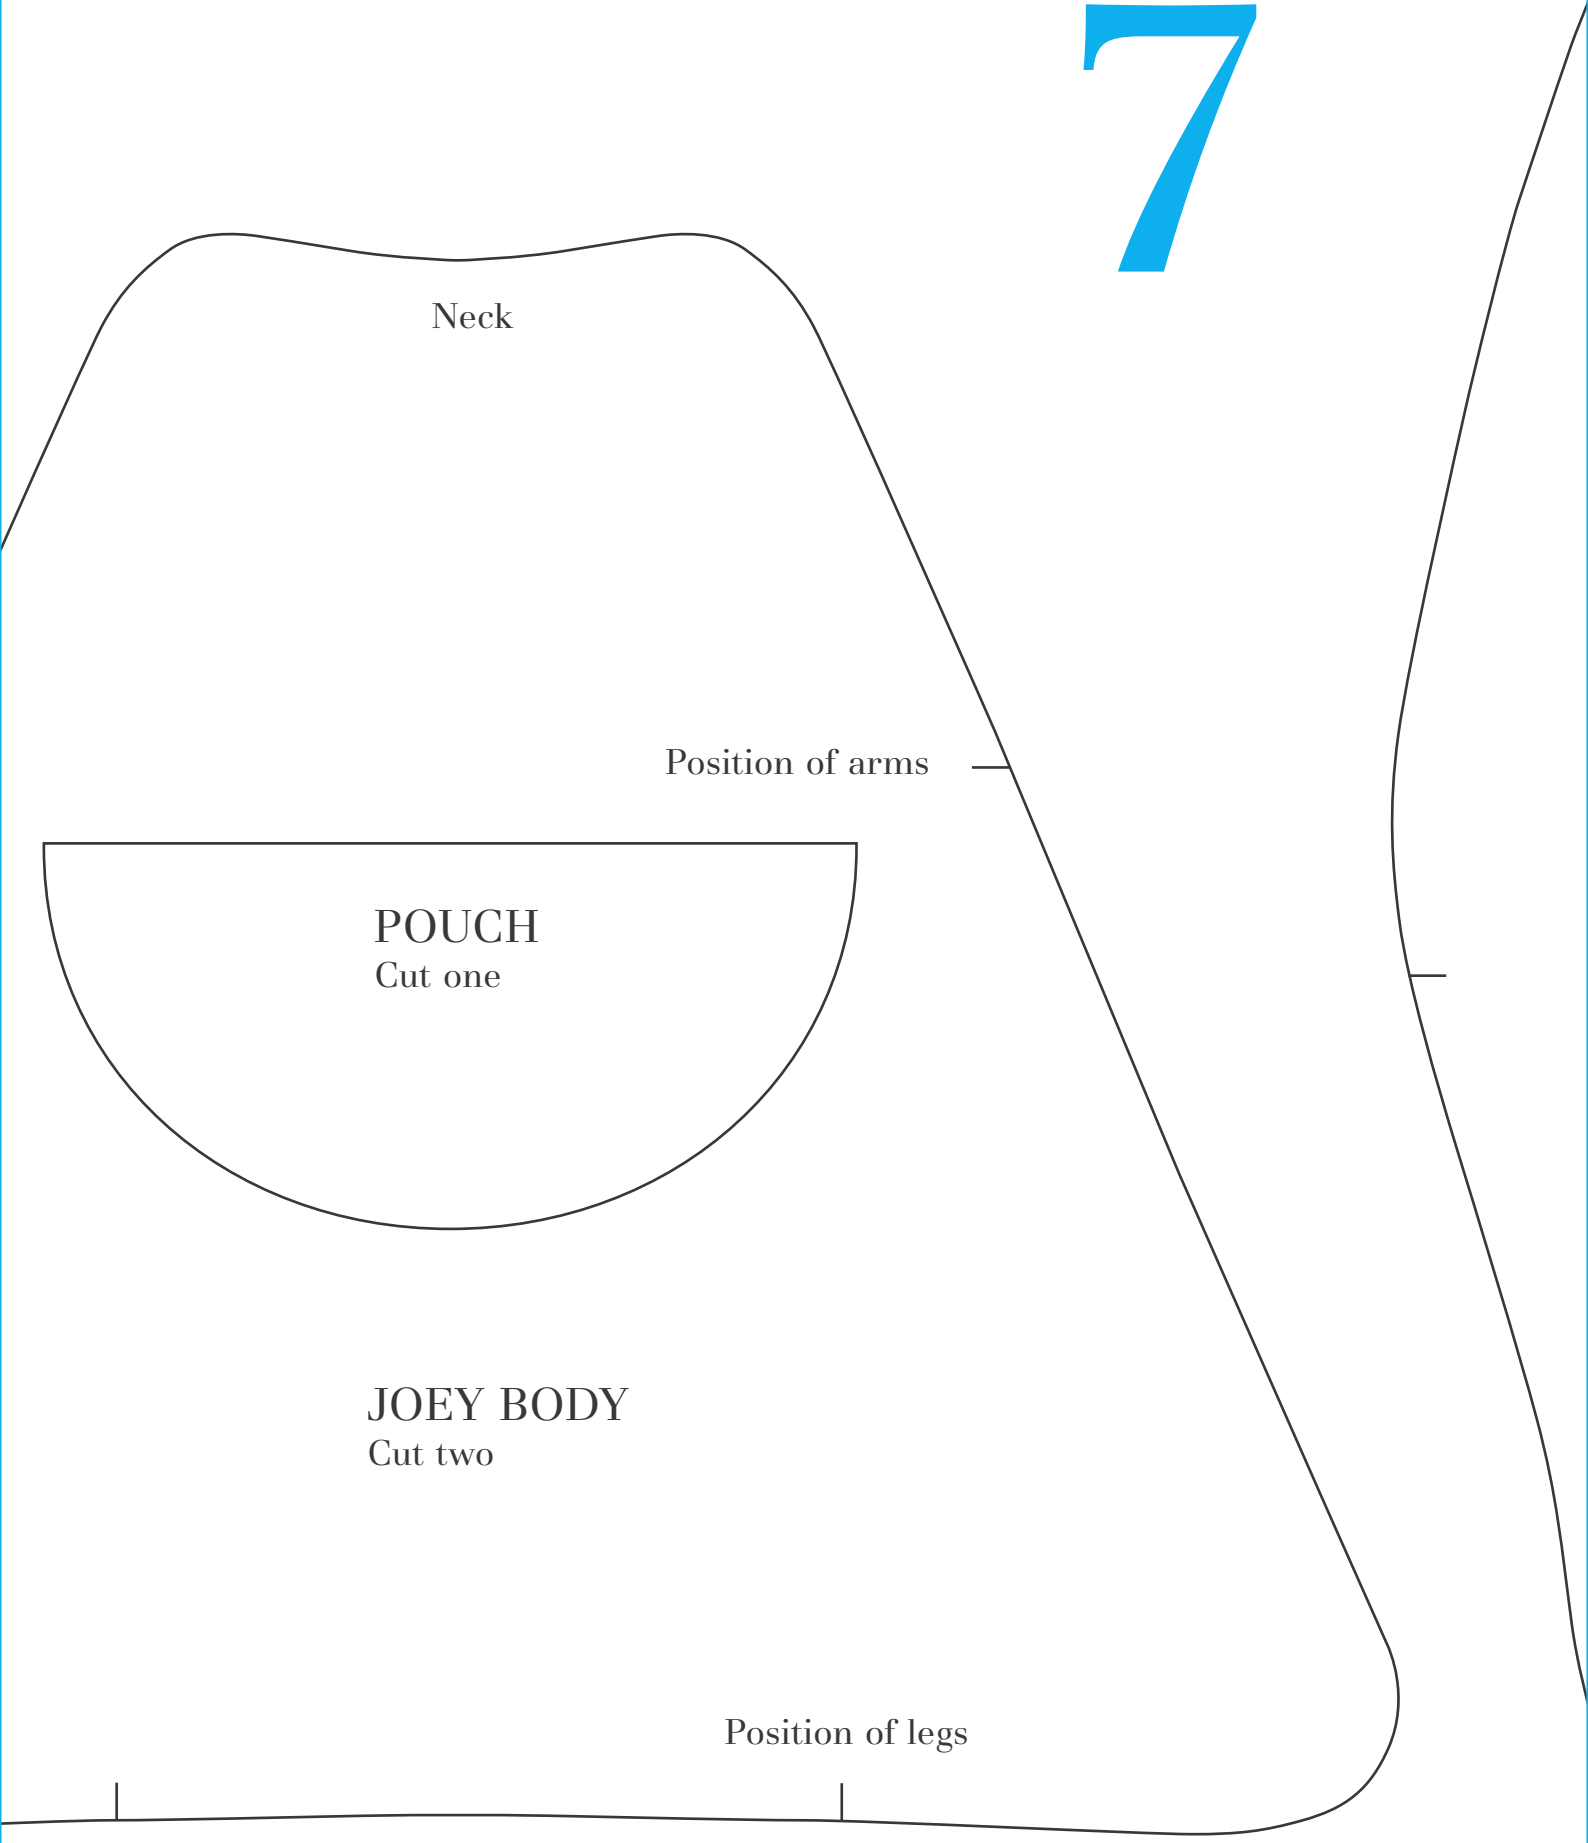 7
Neck
Position of arms
POUCH
Cut one
JOEY BODY
Cut two
Position of legs